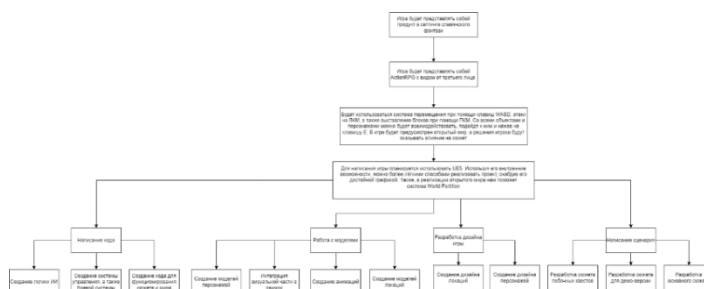 Игра будет представлять собой
продукт в сеттинге славянского
фэнтези
Игра будет представлять собой
ActionRPG с видом от третьего лица
Будет использоваться система перемещения при помощи клавиш WASD, атаки
на ЛКМ, а также выставление блоков при помощи ПКМ. Со всеми объектами и
персонажами можно будет взаимодействовать, подойдя к ним и нажав на
клавишу E. В игре будет предусмотрен открытый мир, а решения игрока будут
оказывать влияние на сюжет
Для написания игры планируется использовать UE5. Используя его внутренние
возможности, можно более лёгкими способами реализовать проект, снабдив его
достойной графикой. Также, в реализации открытого мира нам поможет
система World Partition
Написание кода
Работа с моделями
Разработка дизайна
игры
Написание сценария
Создание логики ИИ
Создание системы
управления, а также
боевой системы
Создание кода для
функционирования
Создание моделей
персонажей
Интеграция
визуальной части в
Создание анимаций
Создание моделей
локаций
Создание дизайна
локаций
Создание дизайна
персонажей
Разработка сюжета
побочных квестов
Разработка сюжета
для демо-версии
Разработка
основного сюжета